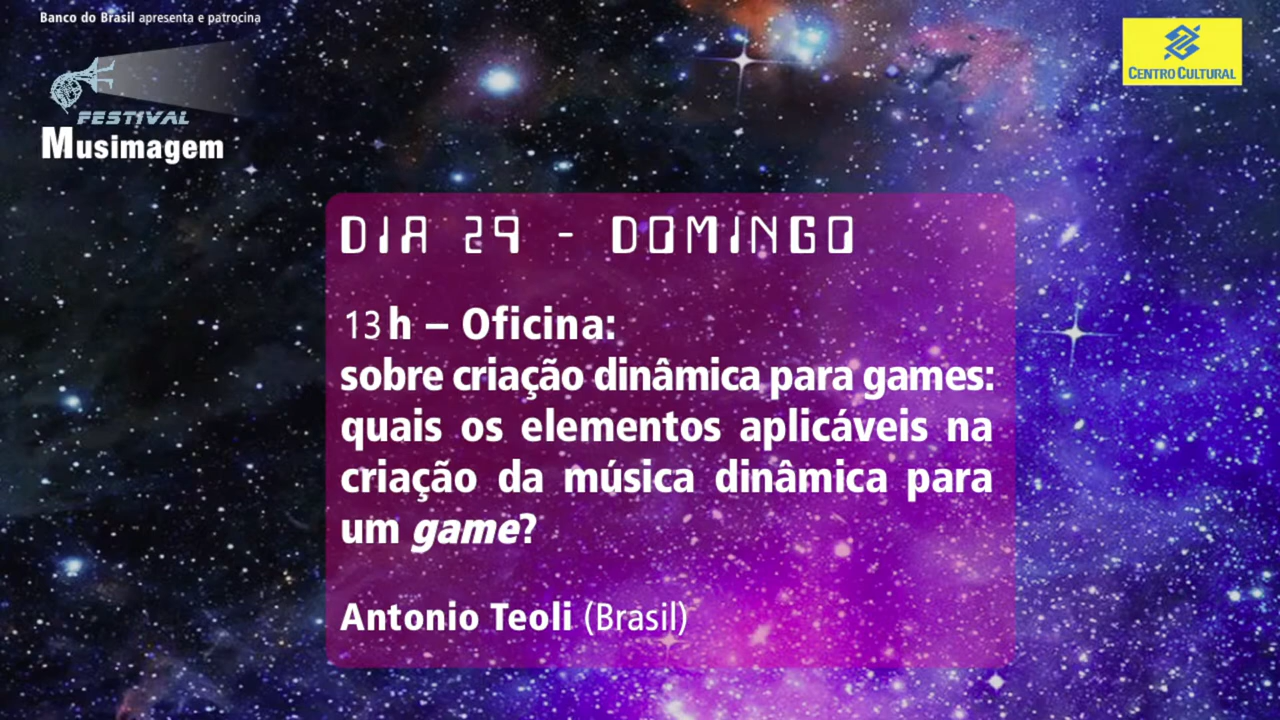 Banco do Brasil apresenta e patrocina
FESTIVAL
Musimagem
CENTRO CULTURAL
DIA 29 - DOMINGO
13h – Oficina:
sobre criação dinâmica para games:
quais os elementos aplicáveis na
criação da música dinâmica para
um game?
Antonio Teoli (Brasil)